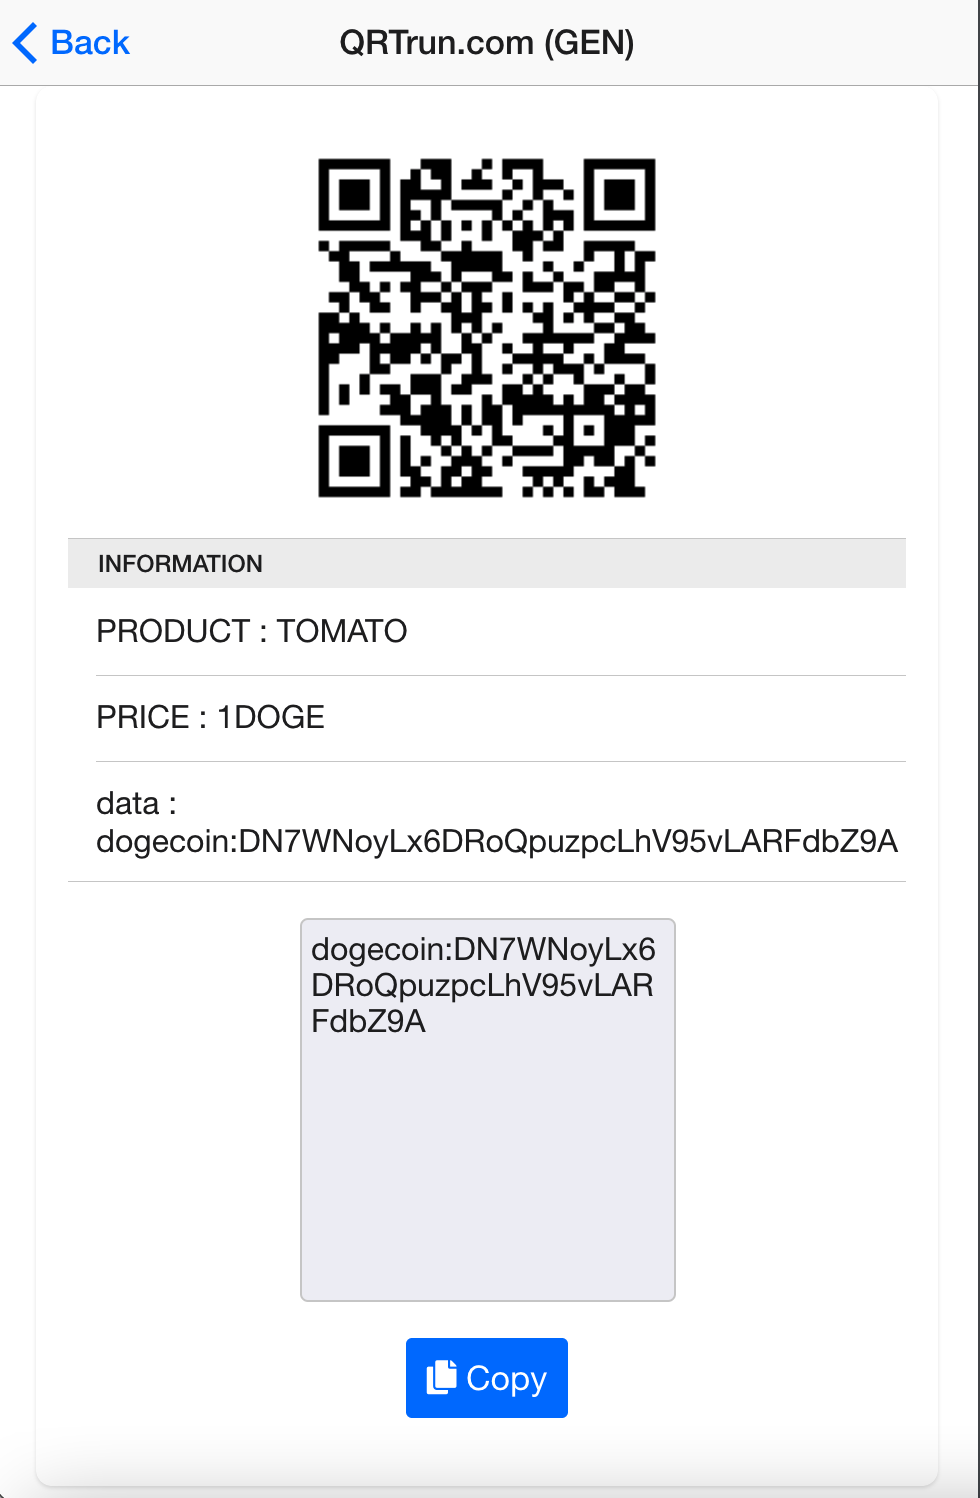 Back
QRTrun.com (GEN)
INFORMATION
PRODUCT : TOMATO
PRICE : 1DOGE
data :
dogecoin:DN7WNoyLx6DRoQpuzpcLhV95vLARFdbZ9A
dogecoin:DN7WNoyLx6
DRoQpuzpcLhV95vLAR
FdbZ9A
Copy